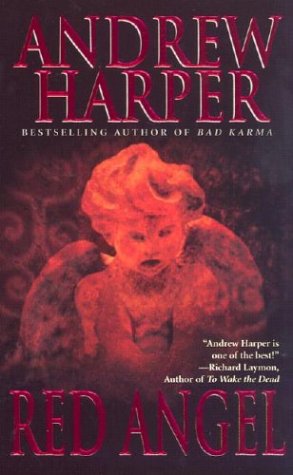 ANDREW
HARPER
BESTSELLING AUTHOR OF BAD KARMA
"Andrew Harper is
one of the best!"
—Richard Laymon,
Author of To Wake the Dead
RED ANGEL